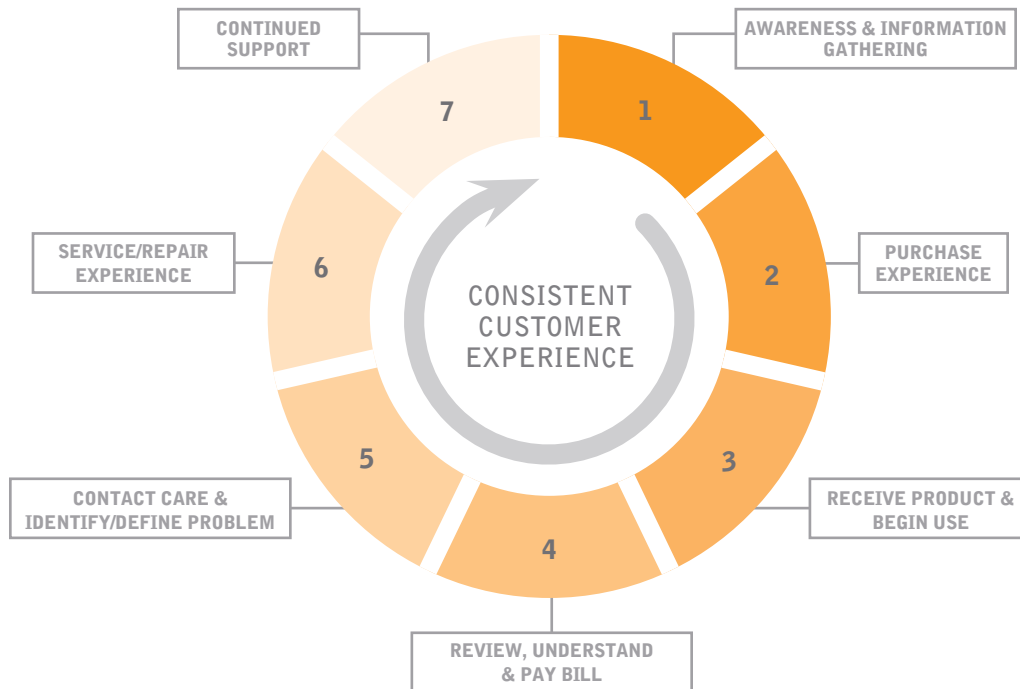 CONTINUED
SUPPORT
AWARENESS & INFORMATION
GATHERING
7
1
SERVICE/REPAIR
EXPERIENCE
6
2
PURCHASE
EXPERIENCE
CONSISTENT
CUSTOMER
EXPERIENCE
5
3
CONTACT CARE &
IDENTIFY/DEFINE PROBLEM
RECEIVE PRODUCT &
BEGIN USE
4
REVIEW, UNDERSTAND
& PAY BILL